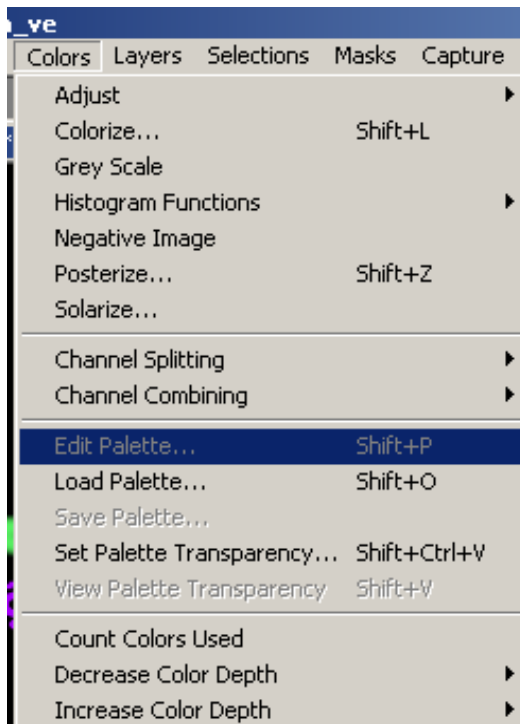 _ve
Colors Layers Selections Masks Capture
Adjust
Colorize... Shift+L
Grey Scale
Histogram Functions
Negative Image
Posterize... Shift+Z
Solarize...
Channel Splitting
Channel Combining
Edit Palette... Shift+P
Load Palette... Shift+O
Save Palette...
Set Palette Transparency... Shift+Ctrl+V
View Palette Transparency Shift+V
Count Colors Used
Decrease Color Depth
Increase Color Depth